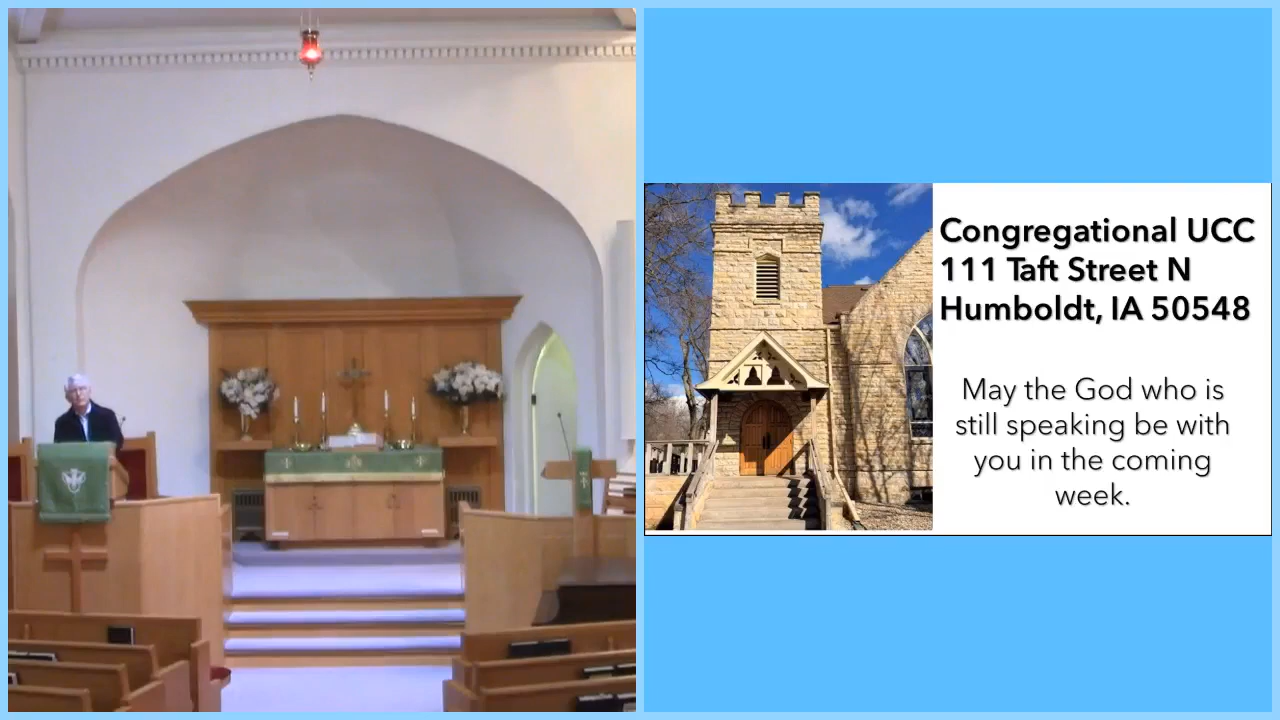 Congregational UCC
111 Taft Street N
Humboldt, IA 50548
May the God who is
still speaking be with
you in the coming
week.